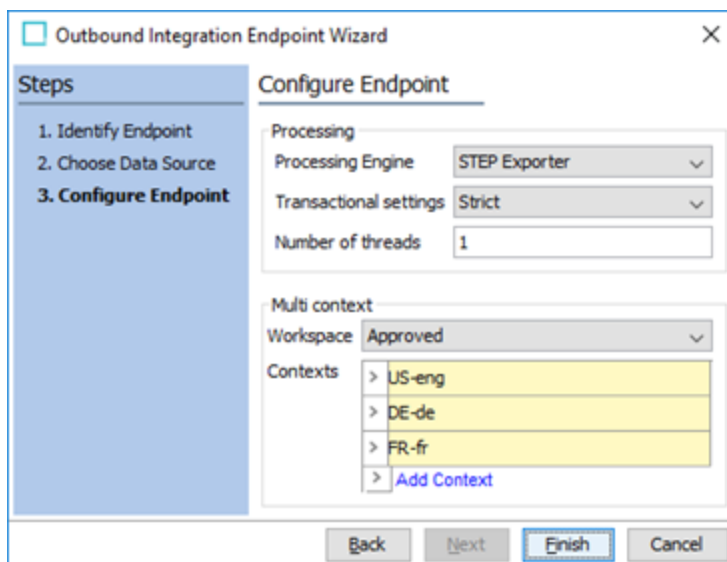 Outbound Integration Endpoint Wizard
Steps
1. Identify Endpoint
2. Choose Data Source
3. Configure Endpoint
Configure Endpoint
Processing
Processing Engine STEP Exporter
Transactional settings Strict
Number of threads 1
Multi context
Workspace Approved
Contexts > US-eng
> DE-de
> FR-fr
> Add Context
Back Next Finish Cancel